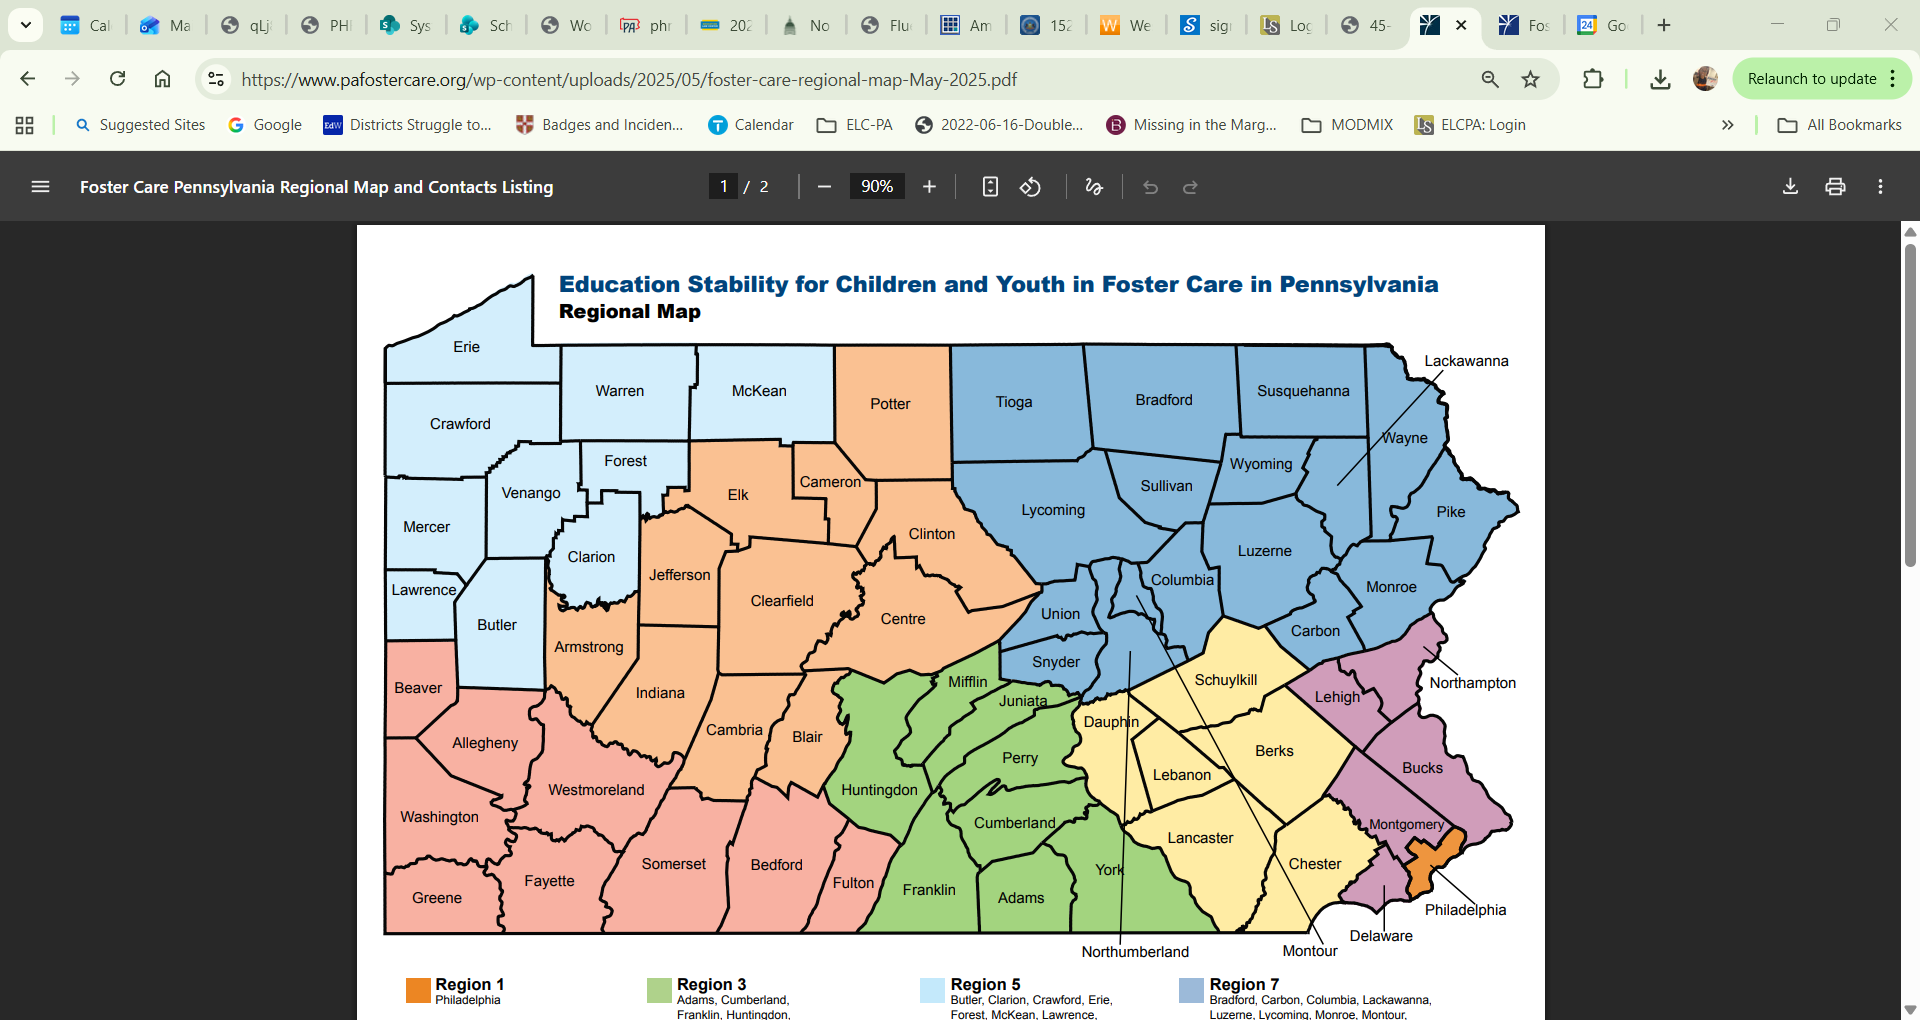 Cal
Ma
qLj
PHI
Sys
Sch
Wo
phr
202
No
Flu
Am
152
We
sig
Log
45-
Fos
Go
https://www.pafostercare.org/wp-content/uploads/2025/05/foster-care-regional-map-May-2025.pdf
Relaunch to update
Suggested Sites
Google
Districts Struggle to...
Badges and Inciden...
Calendar
ELC-PA
2022-06-16-Double...
Missing in the Marg...
MODMIX
ELCPA: Login
All Bookmarks
Foster Care Pennsylvania Regional Map and Contacts Listing
1 / 2
90%
Education Stability for Children and Youth in Foster Care in Pennsylvania
Regional Map
Erie
Lackawanna
Warren
McKean
Potter
Tioga
Bradford
Susquehanna
Crawford
Wayne
Forest
Wyoming
Venango
Elk
Cameron
Sullivan
Lycoming
Pike
Mercer
Clinton
Clarion
Luzerne
Jefferson
Columbia
Monroe
Lawrence
Clearfield
Union
Centre
Butler
Carbon
Armstrong
Snyder
Beaver
Indiana
Mifflin
Schuylkill
Northampton
Juniata
Lehigh
Dauphin
Cambria
Blair
Allegheny
Berks
Perry
Bucks
Lebanon
Westmoreland
Huntingdon
Washington
Cumberland
Montgomery
Lancaster
Somerset
Bedford
Chester
York
Fayette
Fulton
Franklin
Greene
Adams
Philadelphia
Delaware
Northumberland
Montour
Region 1
Philadelphia
Region 3
Adams, Cumberland,
Franklin, Huntingdon,
Region 5
Butler, Clarion, Crawford, Erie,
Forest, McKean, Lawrence,
Region 7
Bradford, Carbon, Columbia, Lackawanna,
Luzerne, Lycoming, Monroe, Montour,